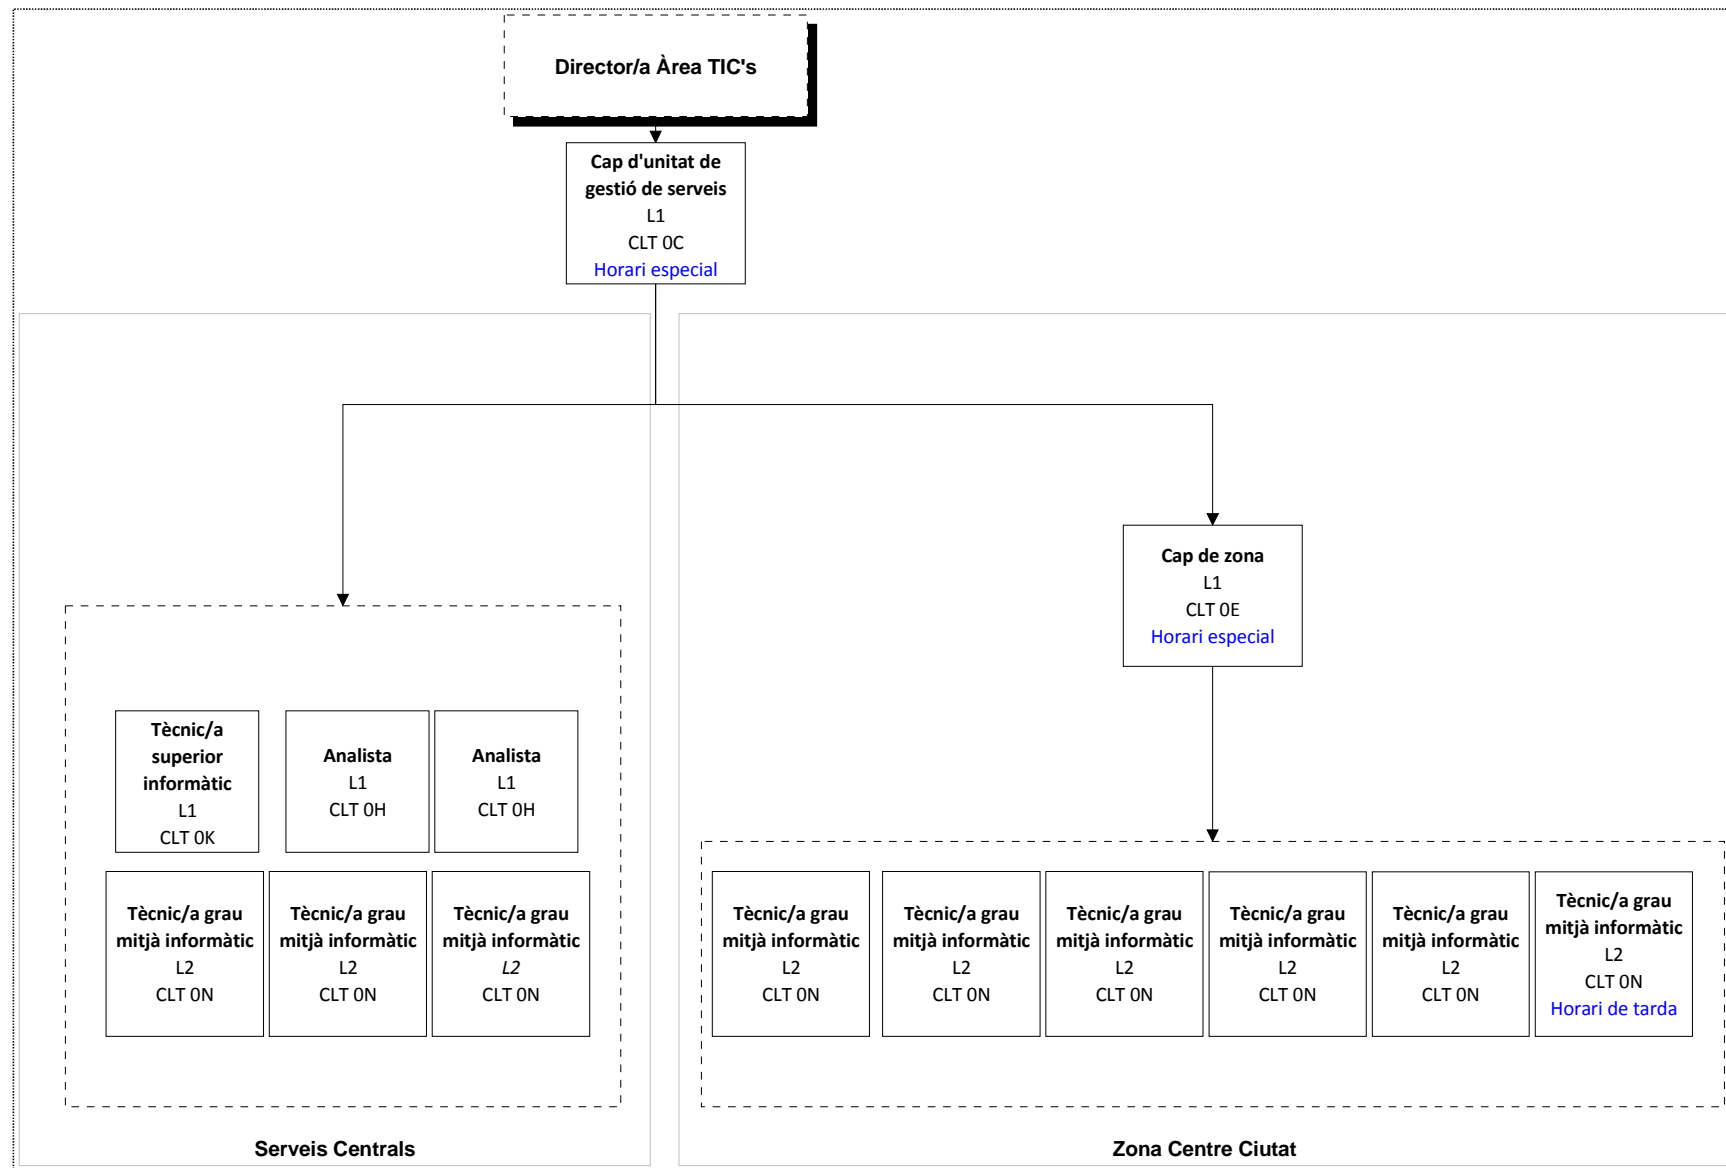 Director/a Àrea TIC's
Cap d'unitat de
gestió de serveis
L1
CLT 0C
Horari especial
Cap de zona
L1
CLT 0E
Horari especial
Tècnic/a
superior
informàtic
L1
CLT 0K
Analista
L1
CLT 0H
Analista
L1
CLT 0H
Tècnic/a grau
mitjà informàtic
L2
CLT 0N
Tècnic/a grau
mitjà informàtic
L2
CLT 0N
Tècnic/a grau
mitjà informàtic
L2
CLT 0N
Tècnic/a grau
mitjà informàtic
L2
CLT 0N
Tècnic/a grau
mitjà informàtic
L2
CLT 0N
Tècnic/a grau
mitjà informàtic
L2
CLT 0N
Tècnic/a grau
mitjà informàtic
L2
CLT 0N
Tècnic/a grau
mitjà informàtic
L2
CLT 0N
Tècnic/a grau
mitjà informàtic
L2
CLT 0N
Horari de tarda
Serveis Centrals
Zona Centre Ciutat